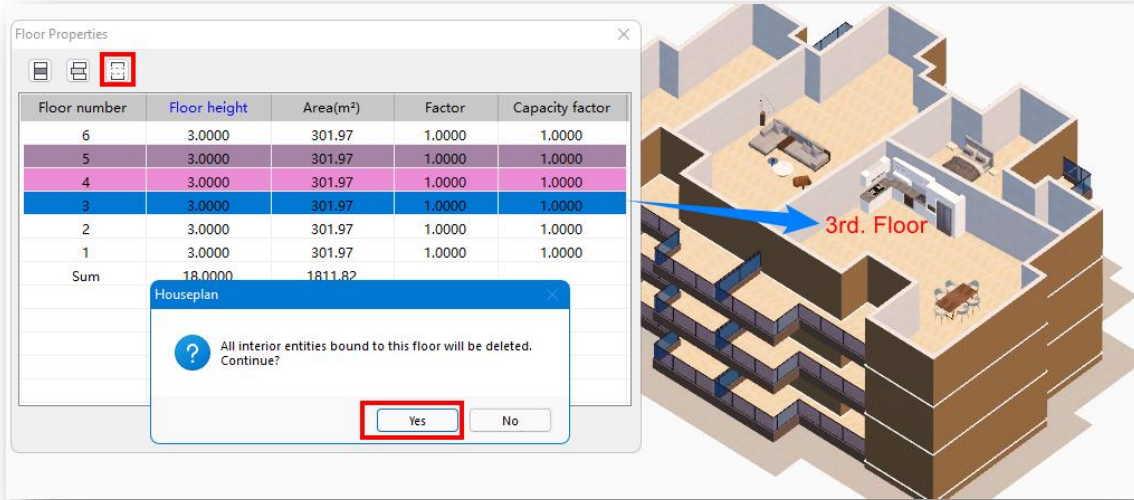 Floor Properties
Floor number Floor height Area(m²) Factor Capacity factor
6 3.0000 301.97 1.0000 1.0000
5 3.0000 301.97 1.0000 1.0000
4 3.0000 301.97 1.0000 1.0000
3 3.0000 301.97 1.0000 1.0000
2 3.0000 301.97 1.0000 1.0000
1 3.0000 301.97 1.0000 1.0000
Sum 18.0000 1811.82
3rd. Floor
Houseplan
All interior entities bound to this floor will be deleted.
Continue?
Yes No